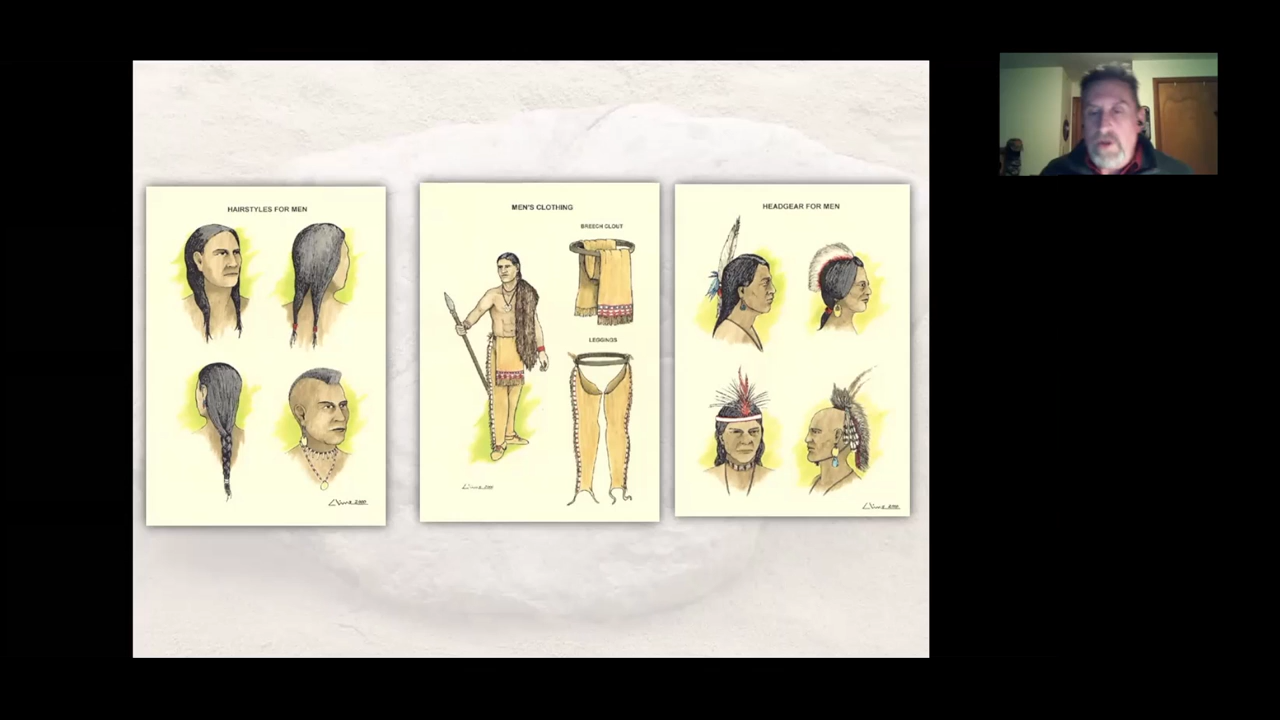 HAIRSTYLES FOR MEN
MEN'S CLOTHING
BREECH CLOUT
LEGGINGS
HEADGEAR FOR MEN